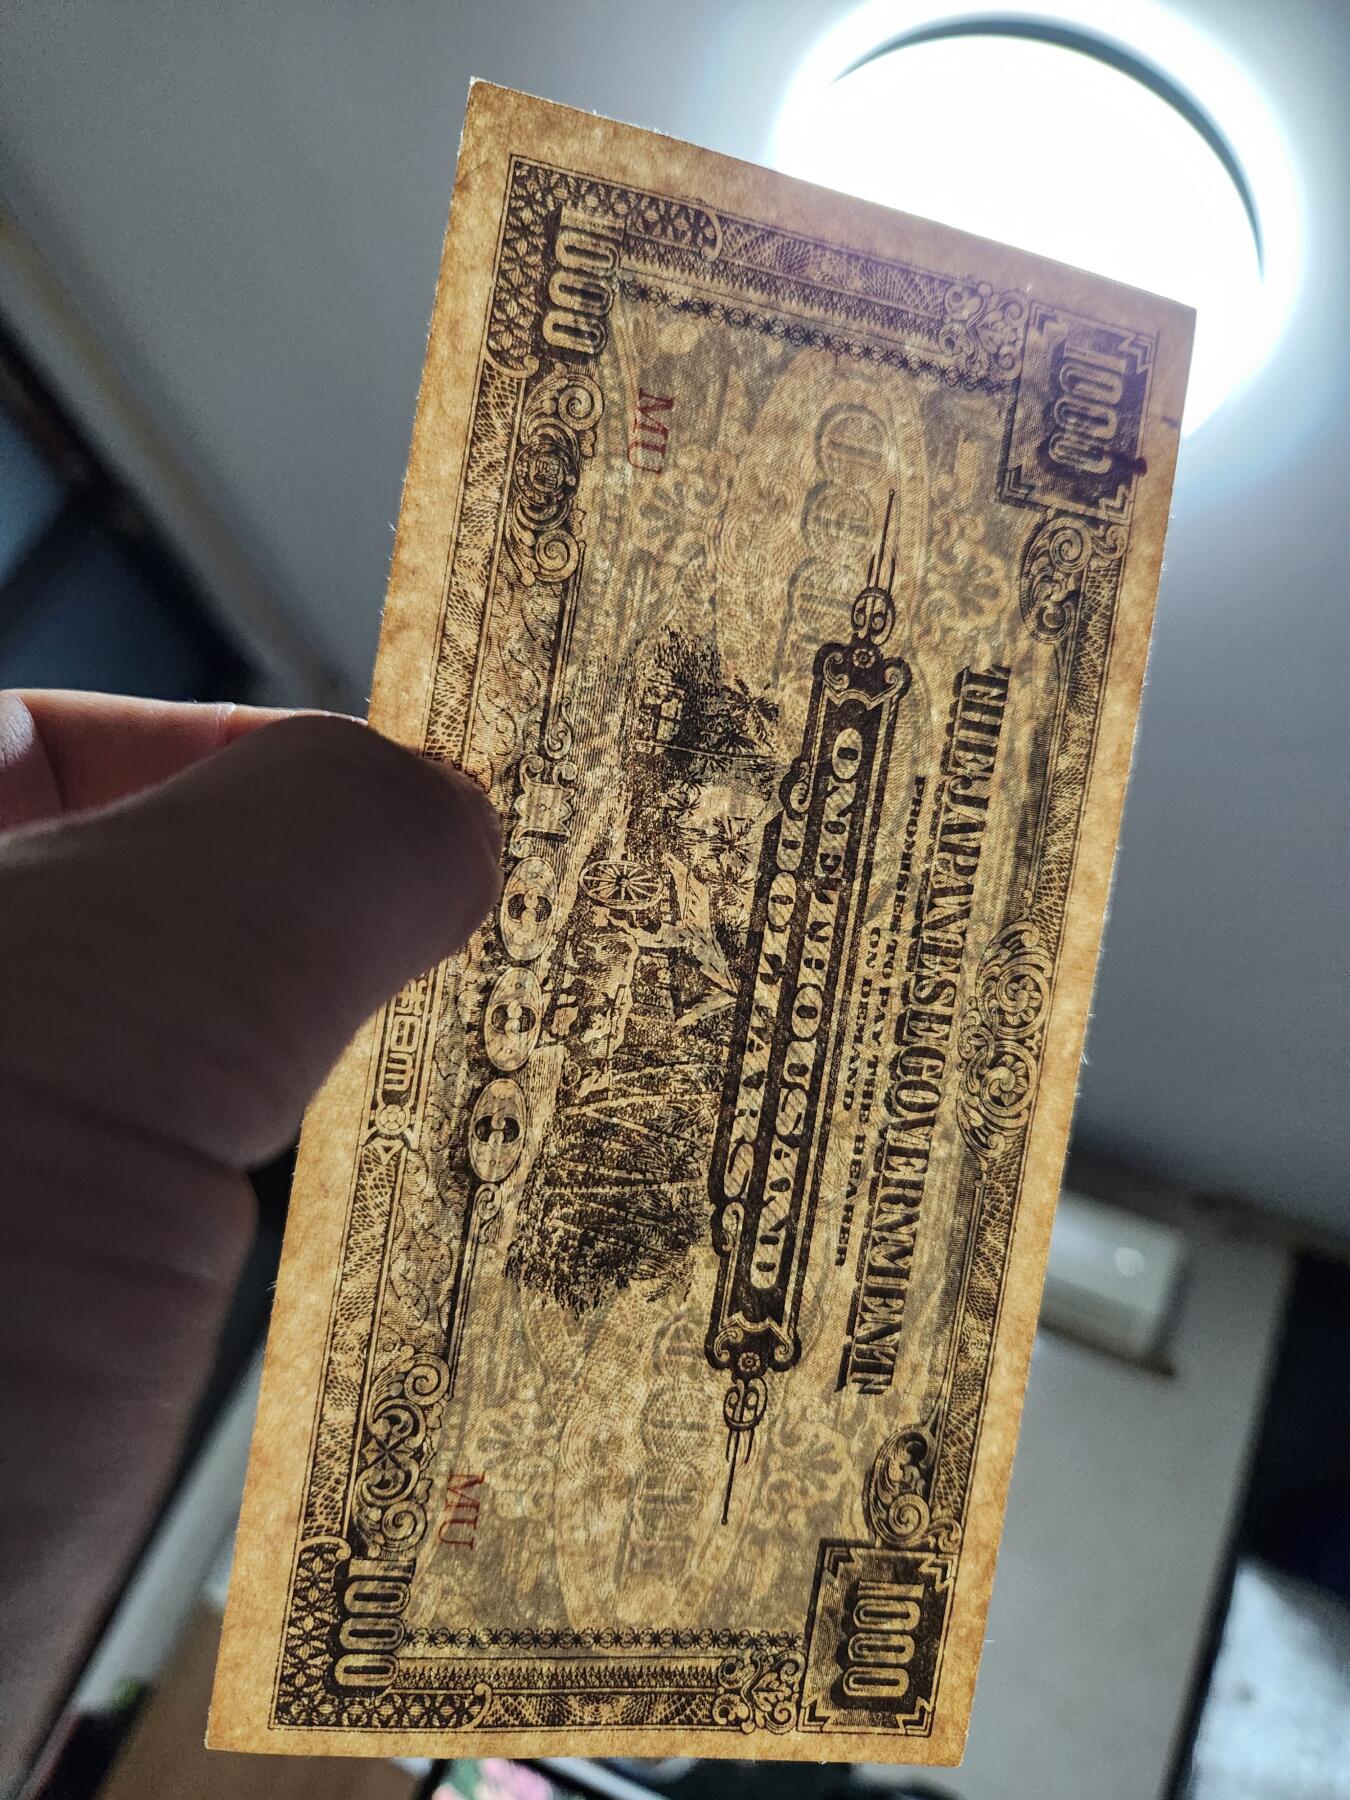 1000 1000
THE JAPANESE GOVERNMENT
PROMISES TO PAY THE BEARER
ON DEMAND
ONE THOUSAND
DOLLARS
MU MU
1000 1000